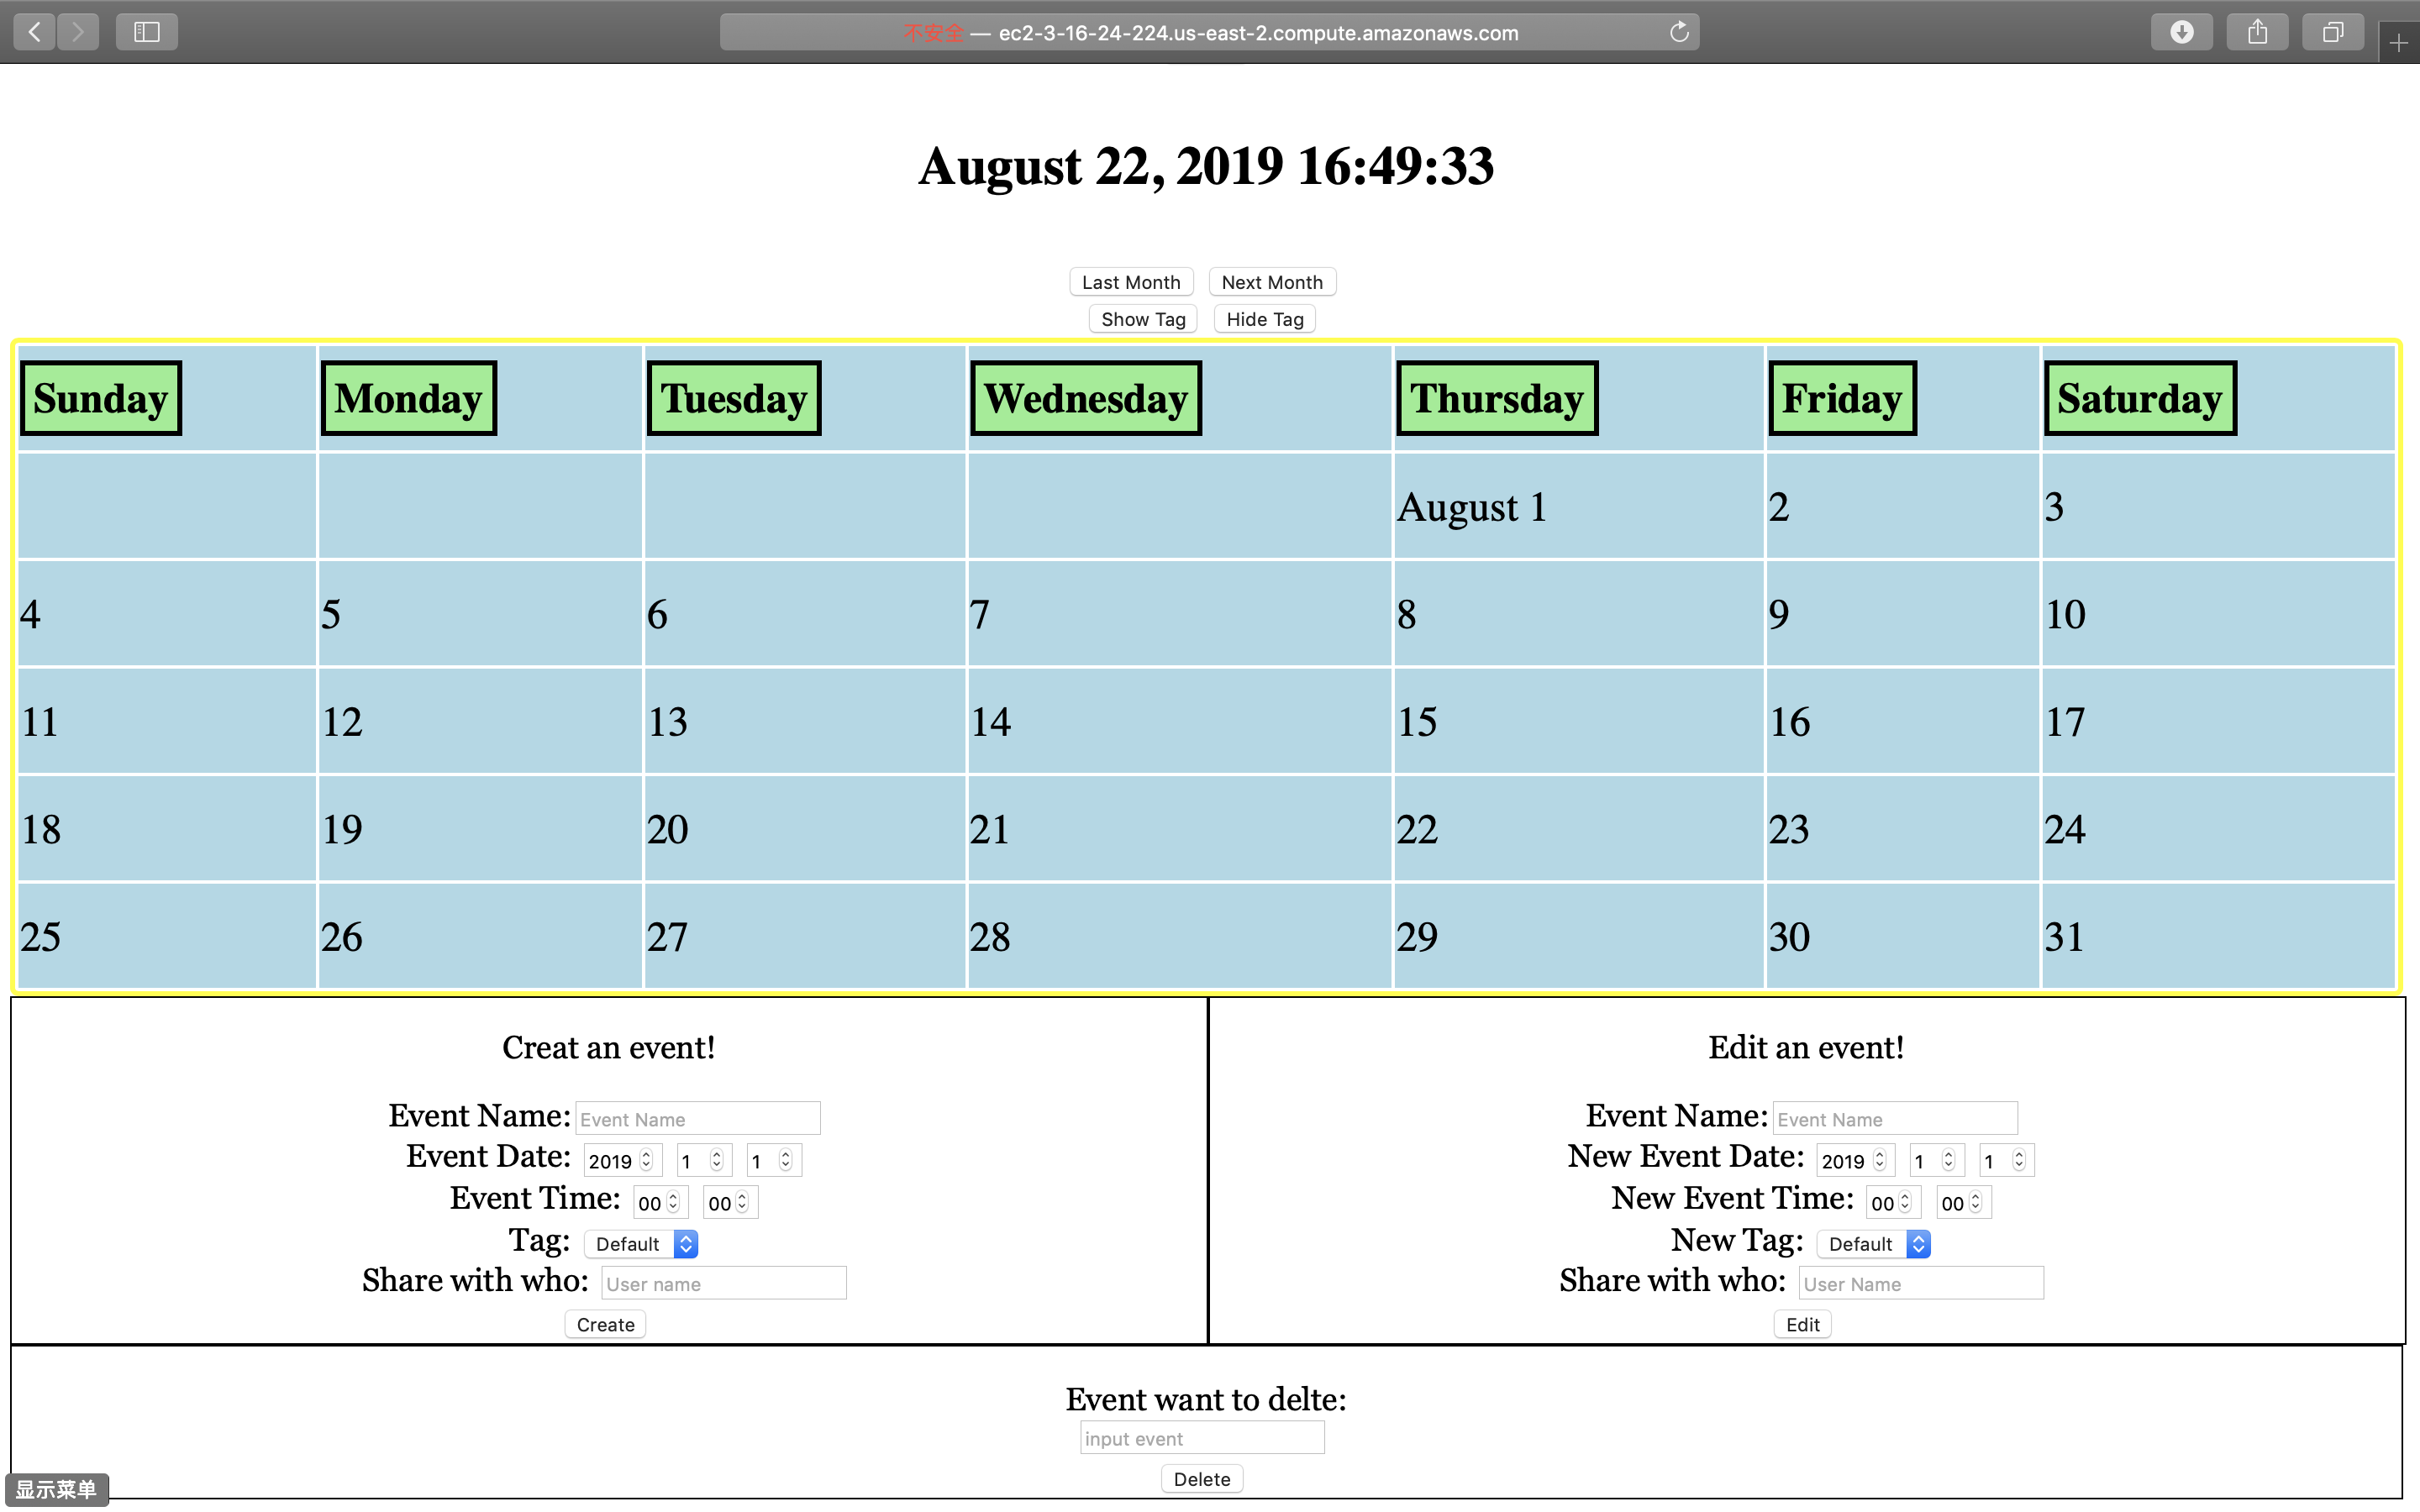 不安全 — ec2-3-16-24-224.us-east-2.compute.amazonaws.com
August 22, 2019 16:49:33
Last Month Next Month
Show Tag Hide Tag
Sunday Monday Tuesday Wednesday Thursday Friday Saturday
August 1 2 3
4 5 6 7 8 9 10
11 12 13 14 15 16 17
18 19 20 21 22 23 24
25 26 27 28 29 30 31
Creat an event!
Event Name: Event Name
Event Date: 2019 1 1
Event Time: 00 00
Tag: Default
Share with who: User name
Create
Edit an event!
Event Name: Event Name
New Event Date: 2019 1 1
New Event Time: 00 00
New Tag: Default
Share with who: User Name
Edit
Event want to delte:
input event
Delete
显示菜单